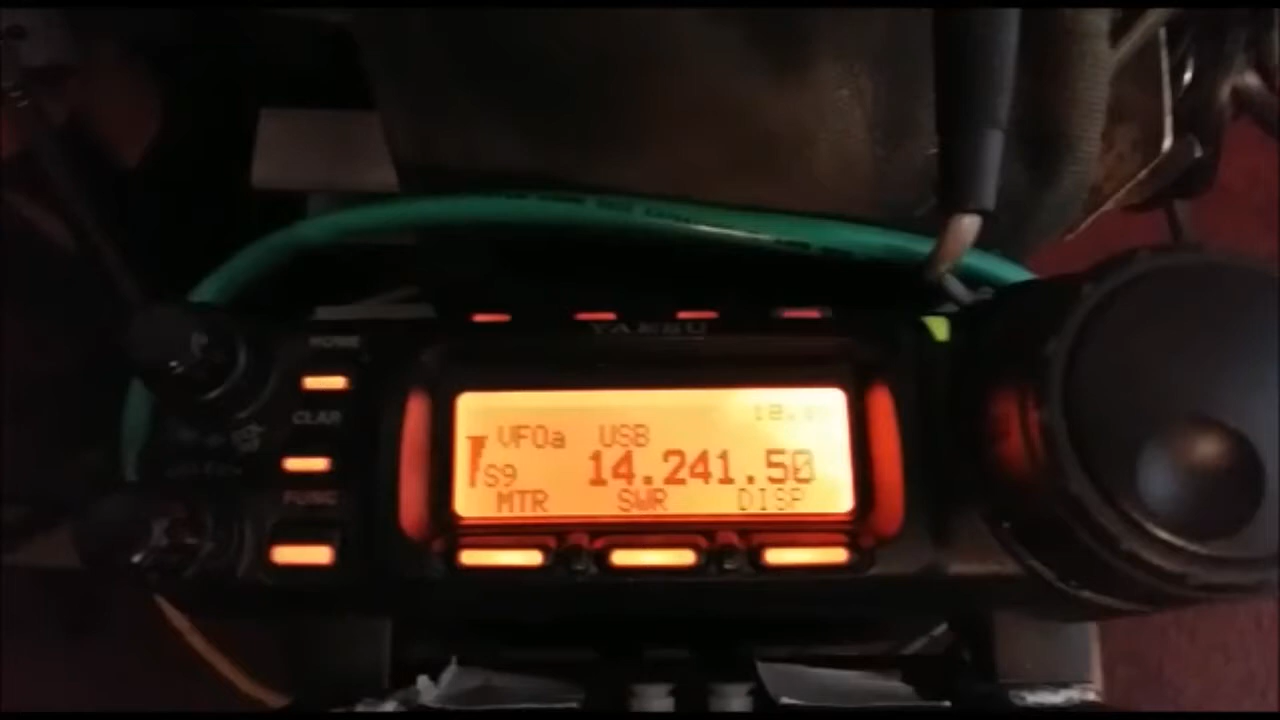 YAESU
HOME
CLAR
FUNC
VFOa USB
S9 14.241.50
MTR SWR DISP